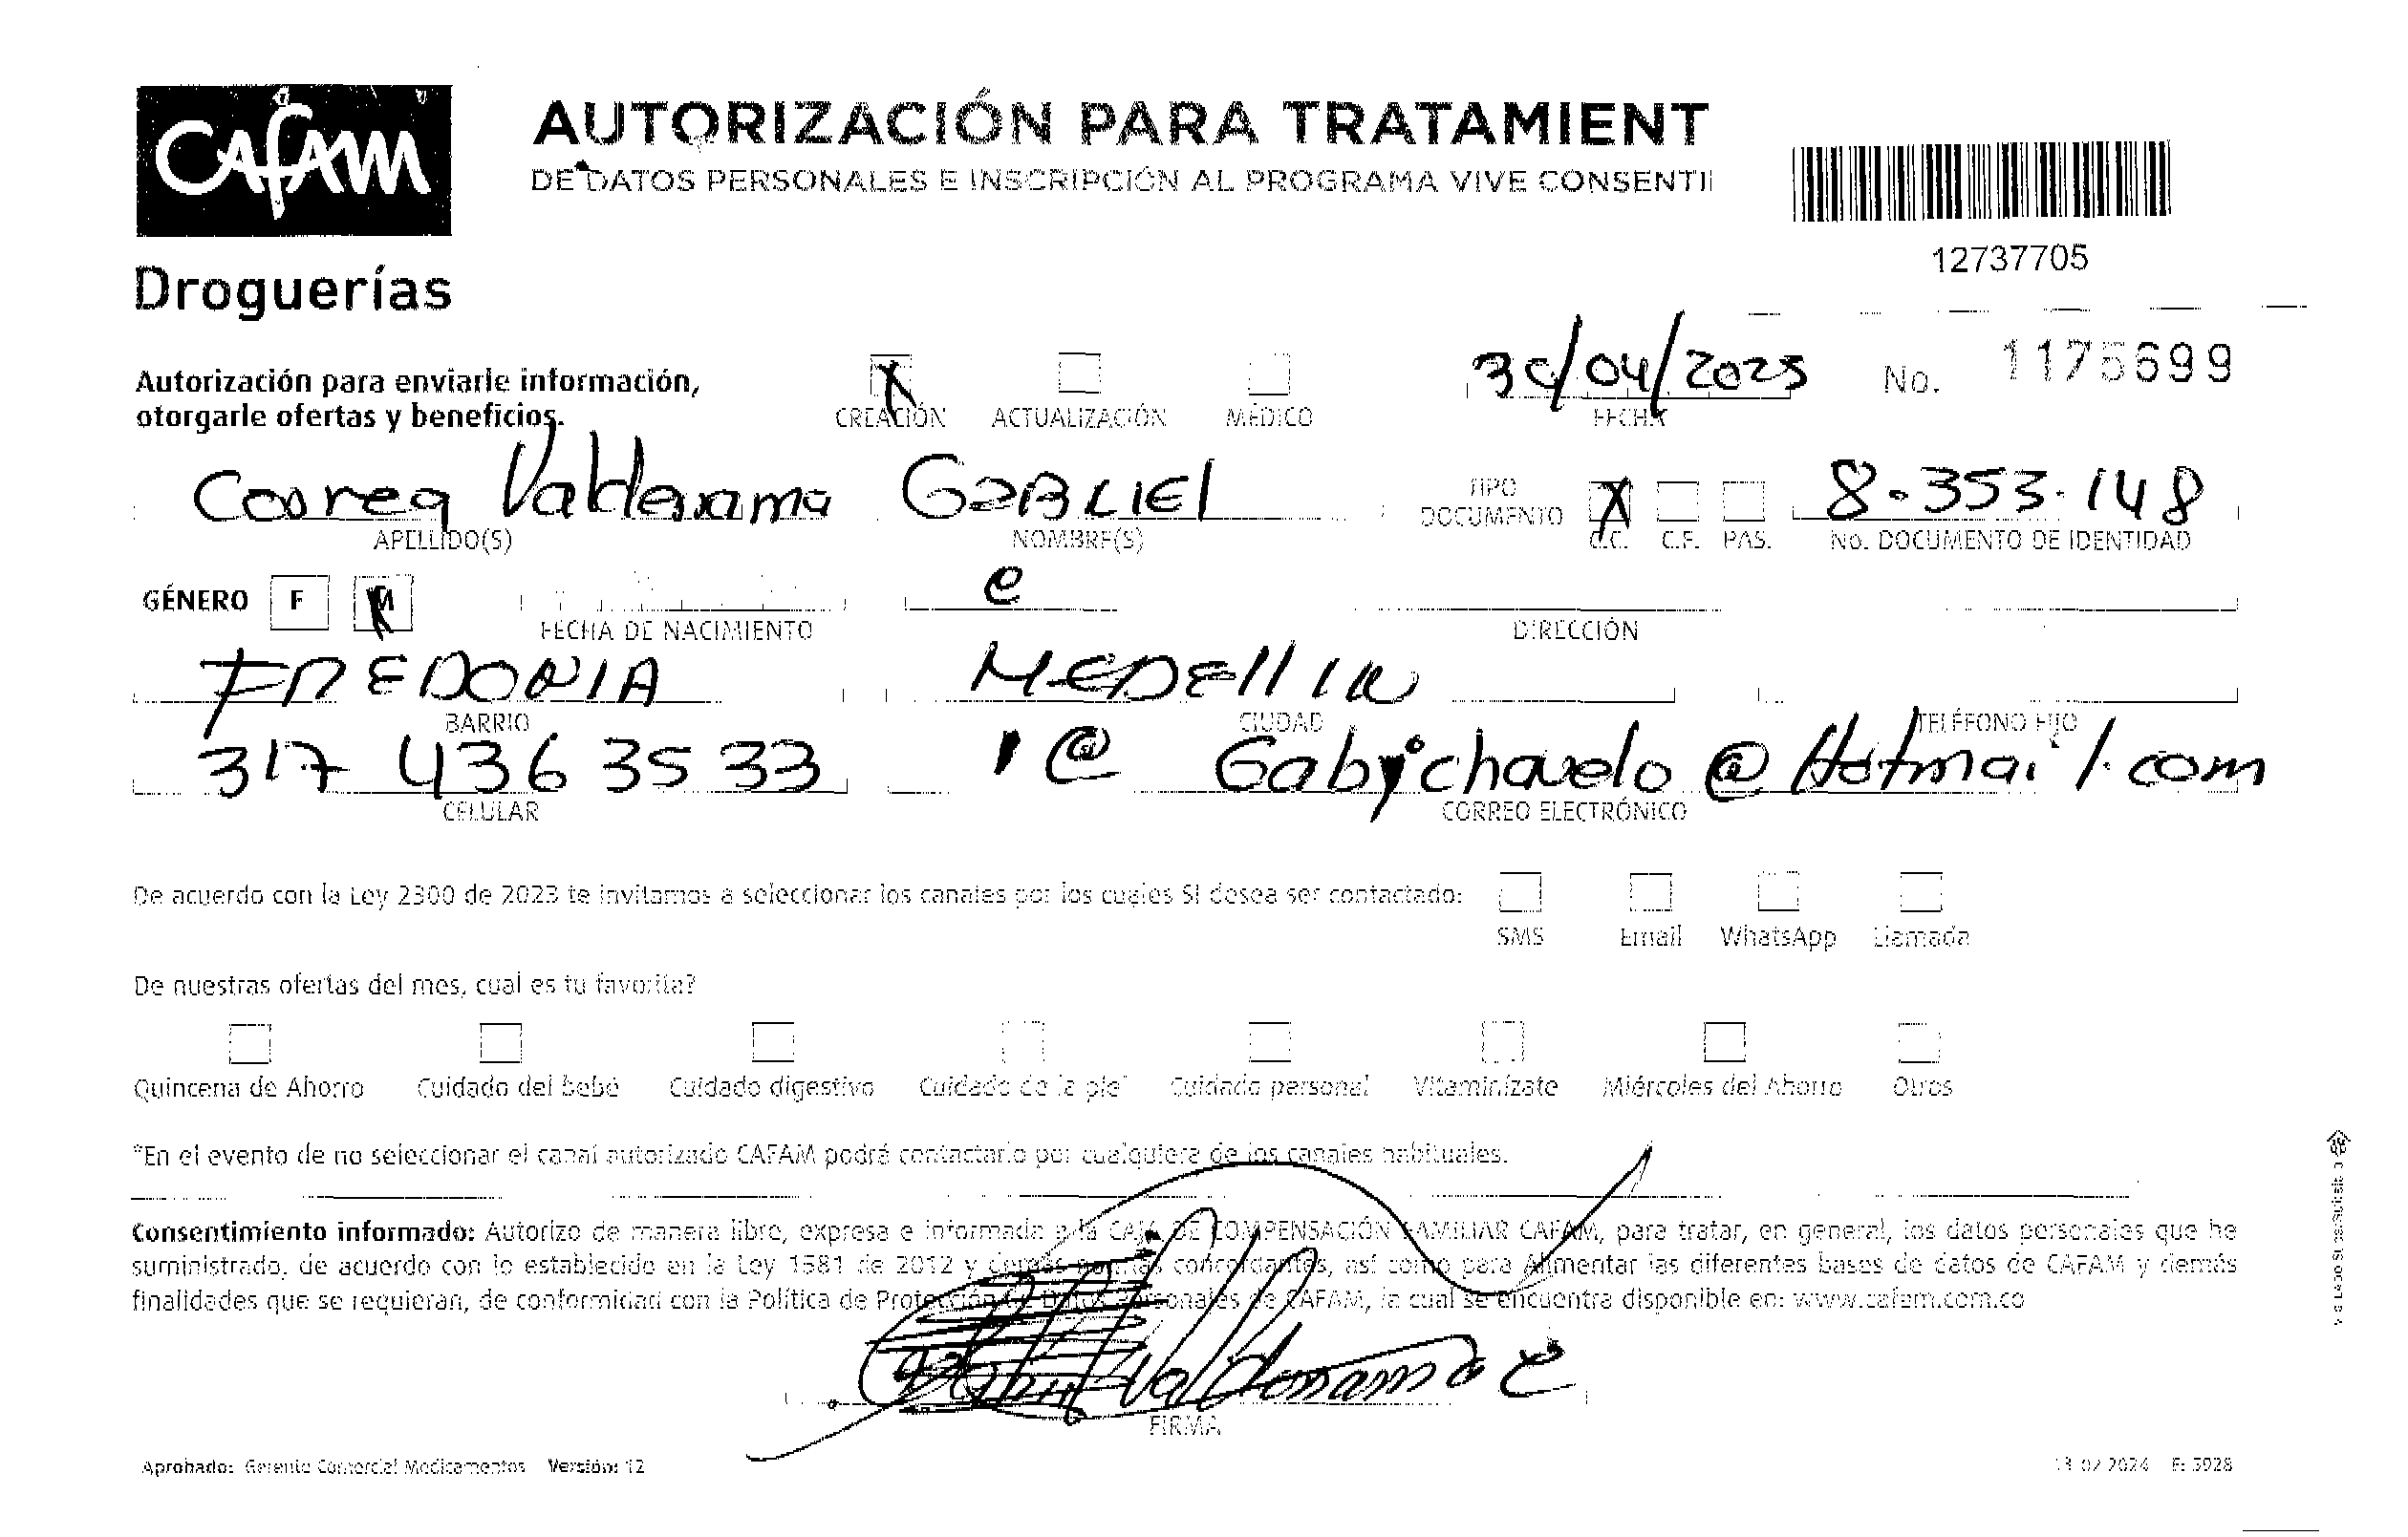 CAFAM
Droguerías
AUTORIZACIÓN PARA TRATAMIENT
DE DATOS PERSONALES E INSCRIPCIÓN AL PROGRAMA VIVE CONSENTI
12737705
Autorización para enviarle información,
otorgarle ofertas y beneficios.
X CREACIÓN ACTUALIZACIÓN MÉDICO
30/04/2025
FECHA
No. 1175699
Correa Valderrama GABRIEL
APELLIDO(S) NOMBRE(S)
TIPO DOCUMENTO X C.C. C.E. PAS.
8.353.148
No. DOCUMENTO DE IDENTIDAD
GÉNERO F M
FECHA DE NACIMIENTO DIRECCIÓN
FREDONIA MEDELLIN
BARRIO CIUDAD TELÉFONO FIJO
317 436 35 33 @ Gabychavelo@Hotmail.com
CELULAR CORREO ELECTRÓNICO
De acuerdo con la Ley 2300 de 2023 te invitamos a seleccionar los canales por los cuales SI desea ser contactado:
SMS Email WhatsApp Llamada
De nuestras ofertas del mes, cual es tu favorita?
Quincena de Ahorro Cuidado del bebé Cuidado digestivo Cuidado de la piel Cuidado personal Vitamínizate Miércoles del Ahorro Otros
*En el evento de no seleccionar el canal autorizado CAFAM podrá contactarlo por cualquiera de los canales habituales.
Consentimiento informado: Autorizo de manera libre, expresa e informada a la CAJA DE COMPENSACIÓN FAMILIAR CAFAM, para tratar, en general, los datos personales que he
suministrado, de acuerdo con lo establecido en la Ley 1581 de 2012 y demás normas concordantes, así como para Alimentar las diferentes bases de datos de CAFAM y demás
finalidades que se requieran, de conformidad con la Política de Protección de Datos Personales de CAFAM, la cual se encuentra disponible en: www.cafam.com.co
Valderrama
FIRMA
Aprobado: Gerente Comercial Medicamentos Versión: 12
13 02 2024 F: 5928